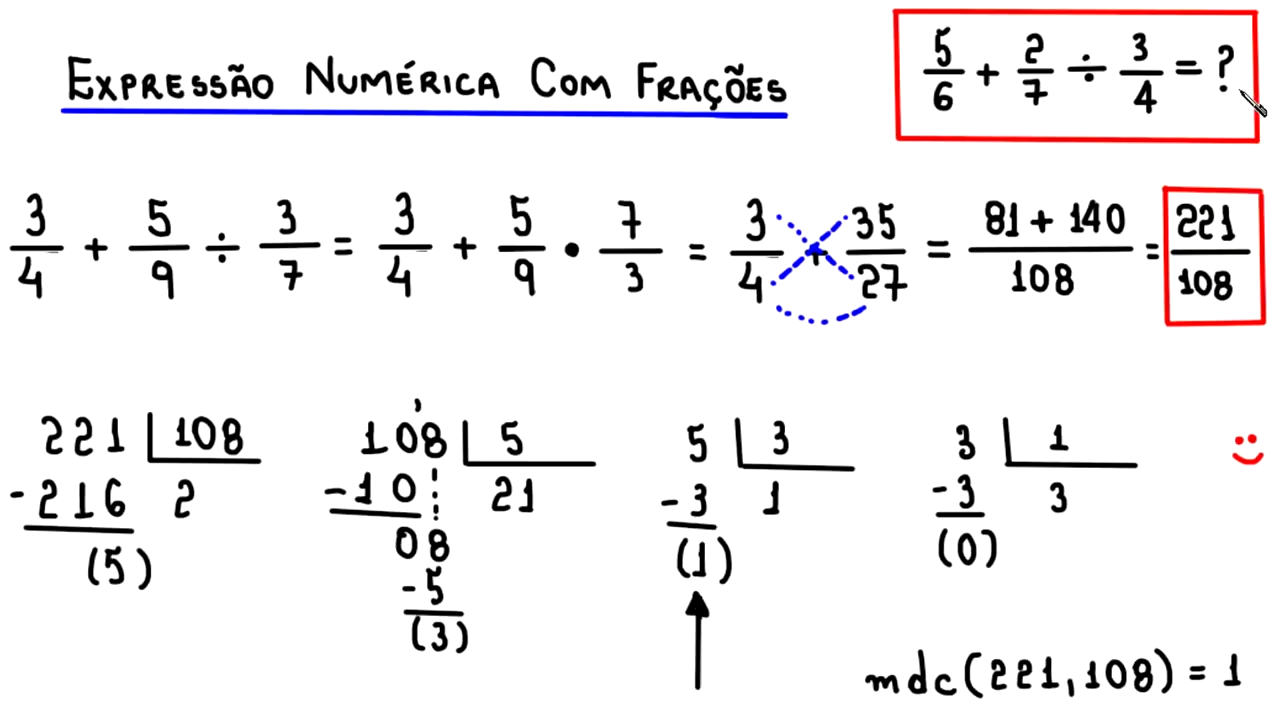 EXPRESSÃO NUMÉRICA COM FRAÇÕES
5/6 + 2/7 ÷ 3/4 = ?
3/4 + 5/9 ÷ 3/7 = 3/4 + 5/9 • 7/3 = 3/4 + 35/27 = 81 + 140/108 = 221/108
221 | 108
-216 2
(5)
108 | 5
-10 21
08
-5
(3)
5 | 3
-3 1
(1)
3 | 1
-3 3
(0)
mdc(221,108) = 1